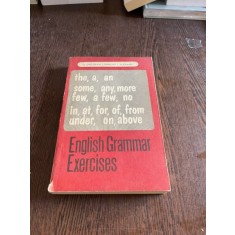 the, a, an
some, any, more
few, a few, no
in, at, for, of, from
under, on, above
English Grammar
Exercises